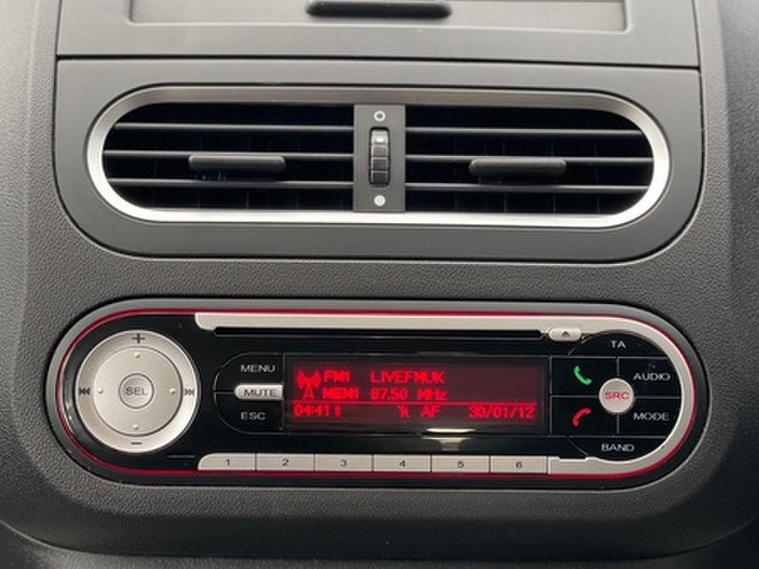 TA
MENU
FM1 LIVEFMUK
AUDIO
SEL
MUTE
MEM1 87.50 MHz
SRC
ESC
04:41 AF 30/01/12
MODE
BAND
1 2 3 4 5 6